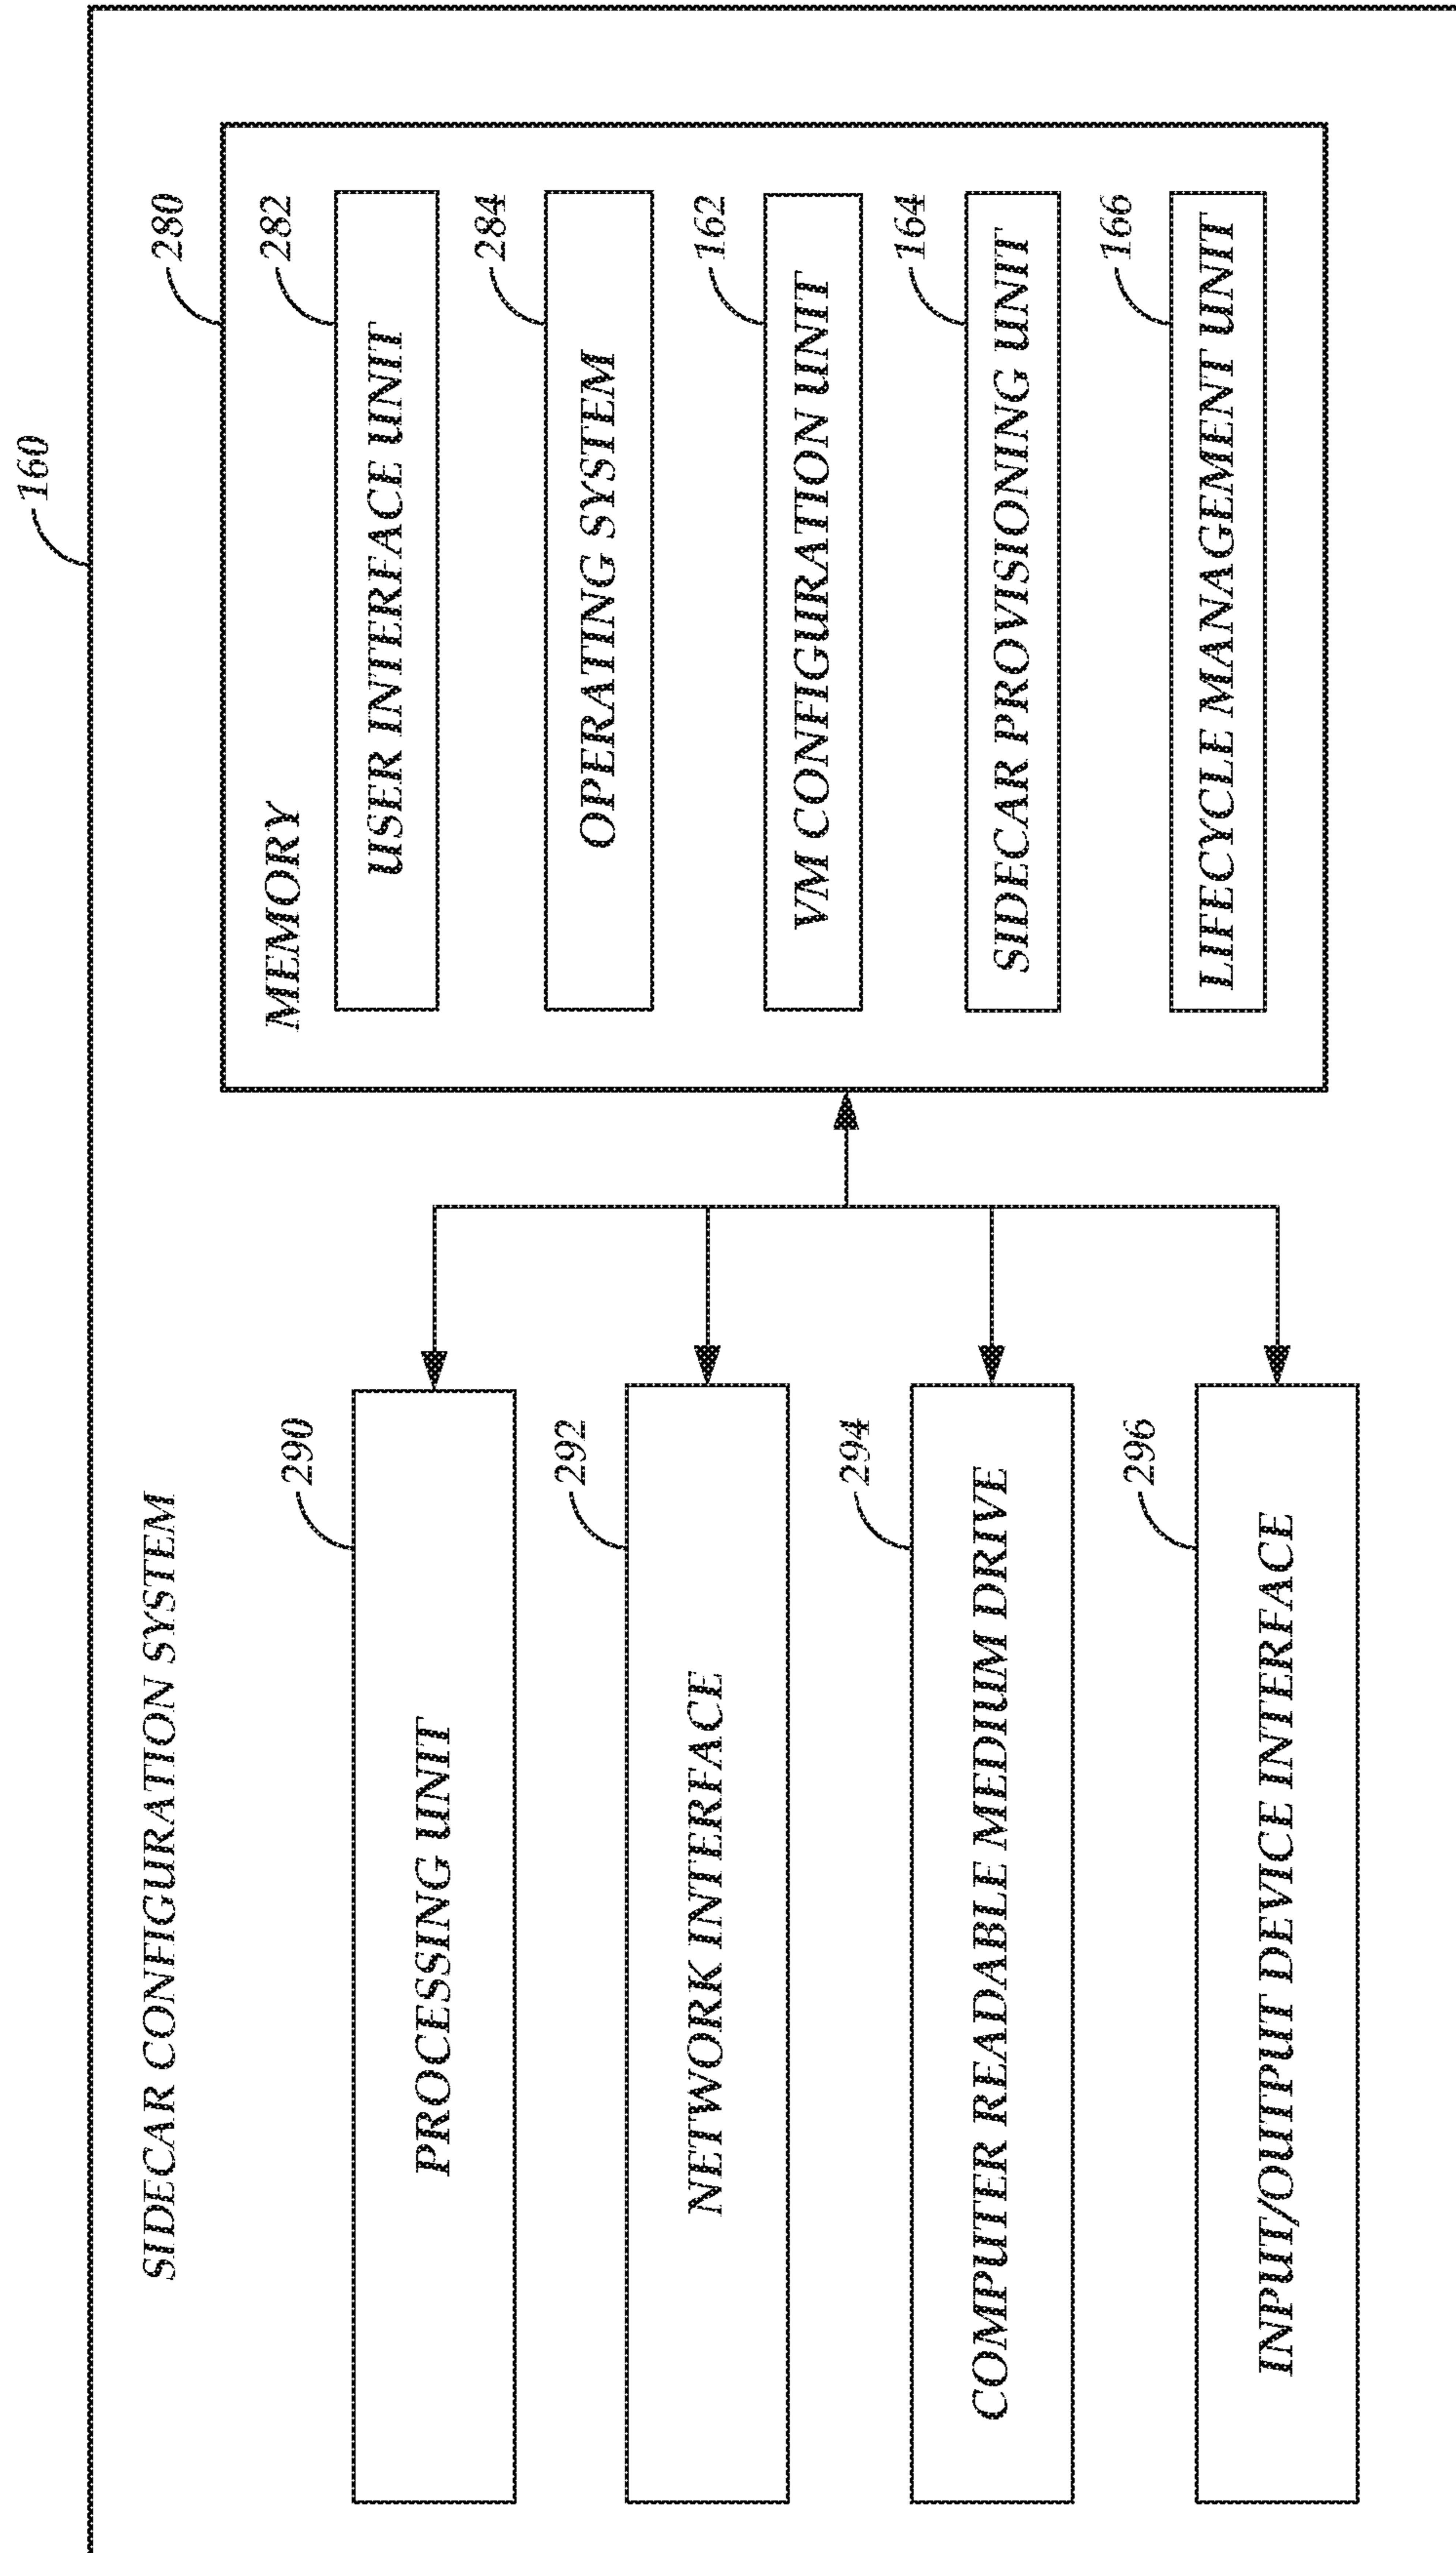 160
SIDECAR CONFIGURATION SYSTEM
290
PROCESSING UNIT
292
NETWORK INTERFACE
294
COMPUTER READABLE MEDIUM DRIVE
296
INPUT/OUTPUT DEVICE INTERFACE
280
MEMORY
282
USER INTERFACE UNIT
284
OPERATING SYSTEM
162
VM CONFIGURATION UNIT
164
SIDECAR PROVISIONING UNIT
166
LIFECYCLE MANAGEMENT UNIT